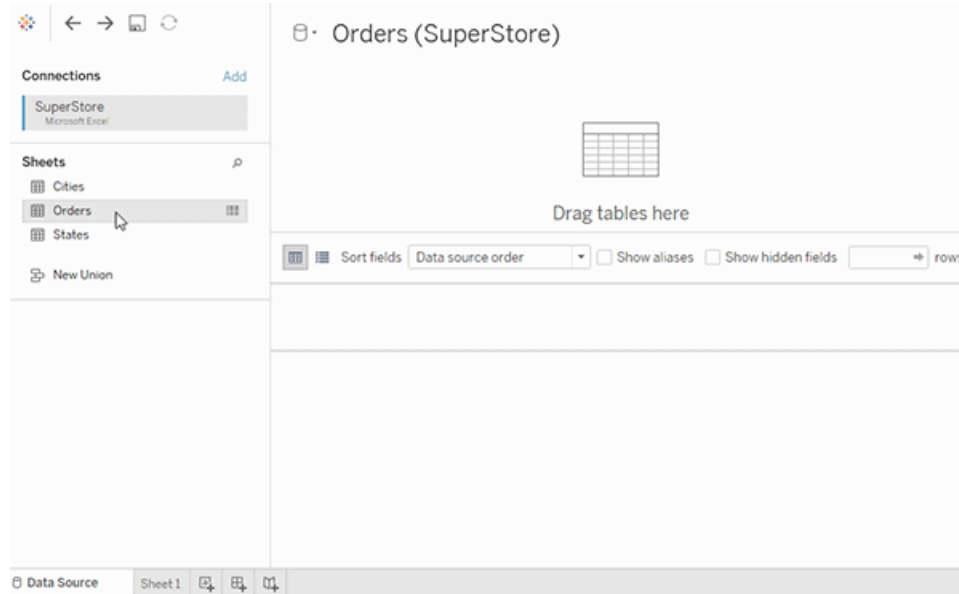 Orders (SuperStore)
Connections
Add
SuperStore
Microsoft Excel
Sheets
Cities
Orders
States
New Union
Drag tables here
Sort fields
Data source order
Show aliases
Show hidden fields
rows
Data Source
Sheet 1